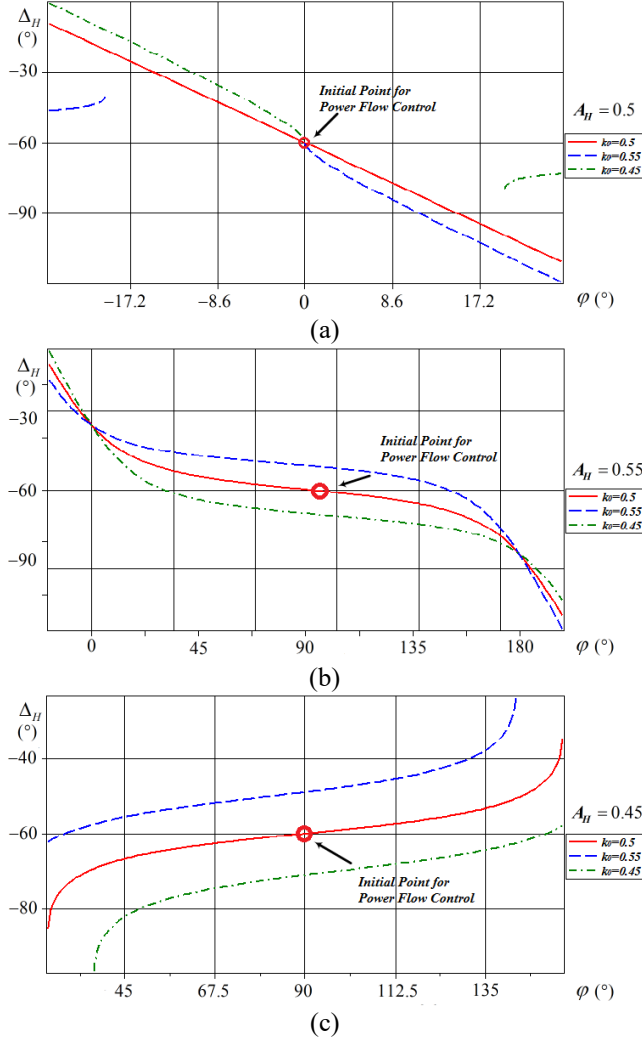 Δ_H
(°)
−30
−60
−90
Initial Point for
Power Flow Control
A_H = 0.5
k₀=0.5
k₀=0.55
k₀=0.45
−17.2
−8.6
0
8.6
17.2
φ (°)
(a)
Δ_H
(°)
−30
−60
−90
Initial Point for
Power Flow Control
A_H = 0.55
k₀=0.5
k₀=0.55
k₀=0.45
0
45
90
135
180
φ (°)
(b)
Δ_H
(°)
−40
−60
−80
Initial Point for
Power Flow Control
A_H = 0.45
k₀=0.5
k₀=0.55
k₀=0.45
45
67.5
90
112.5
135
φ (°)
(c)